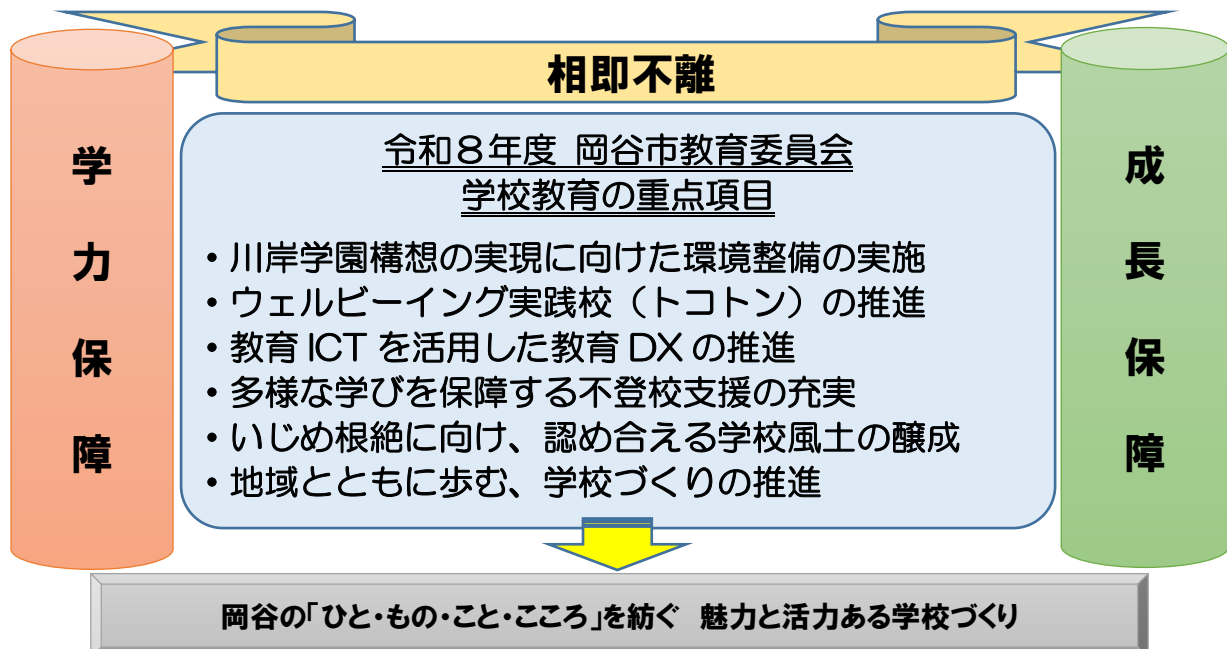 相即不離
学力保障
令和８年度 岡谷市教育委員会
学校教育の重点項目
・川岸学園構想の実現に向けた環境整備の実施
・ウェルビーイング実践校（トコトン）の推進
・教育 ICT を活用した教育 DX の推進
・多様な学びを保障する不登校支援の充実
・いじめ根絶に向け、認め合える学校風土の醸成
・地域とともに歩む、学校づくりの推進
成長保障
岡谷の「ひと・もの・こと・こころ」を紡ぐ 魅力と活力ある学校づくり